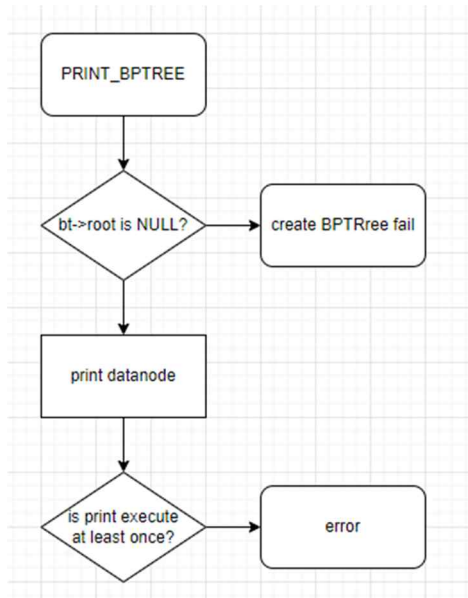 PRINT_BPTREE
bt->root is NULL?
create BPTRree fail
print datanode
is print execute
at least once?
error